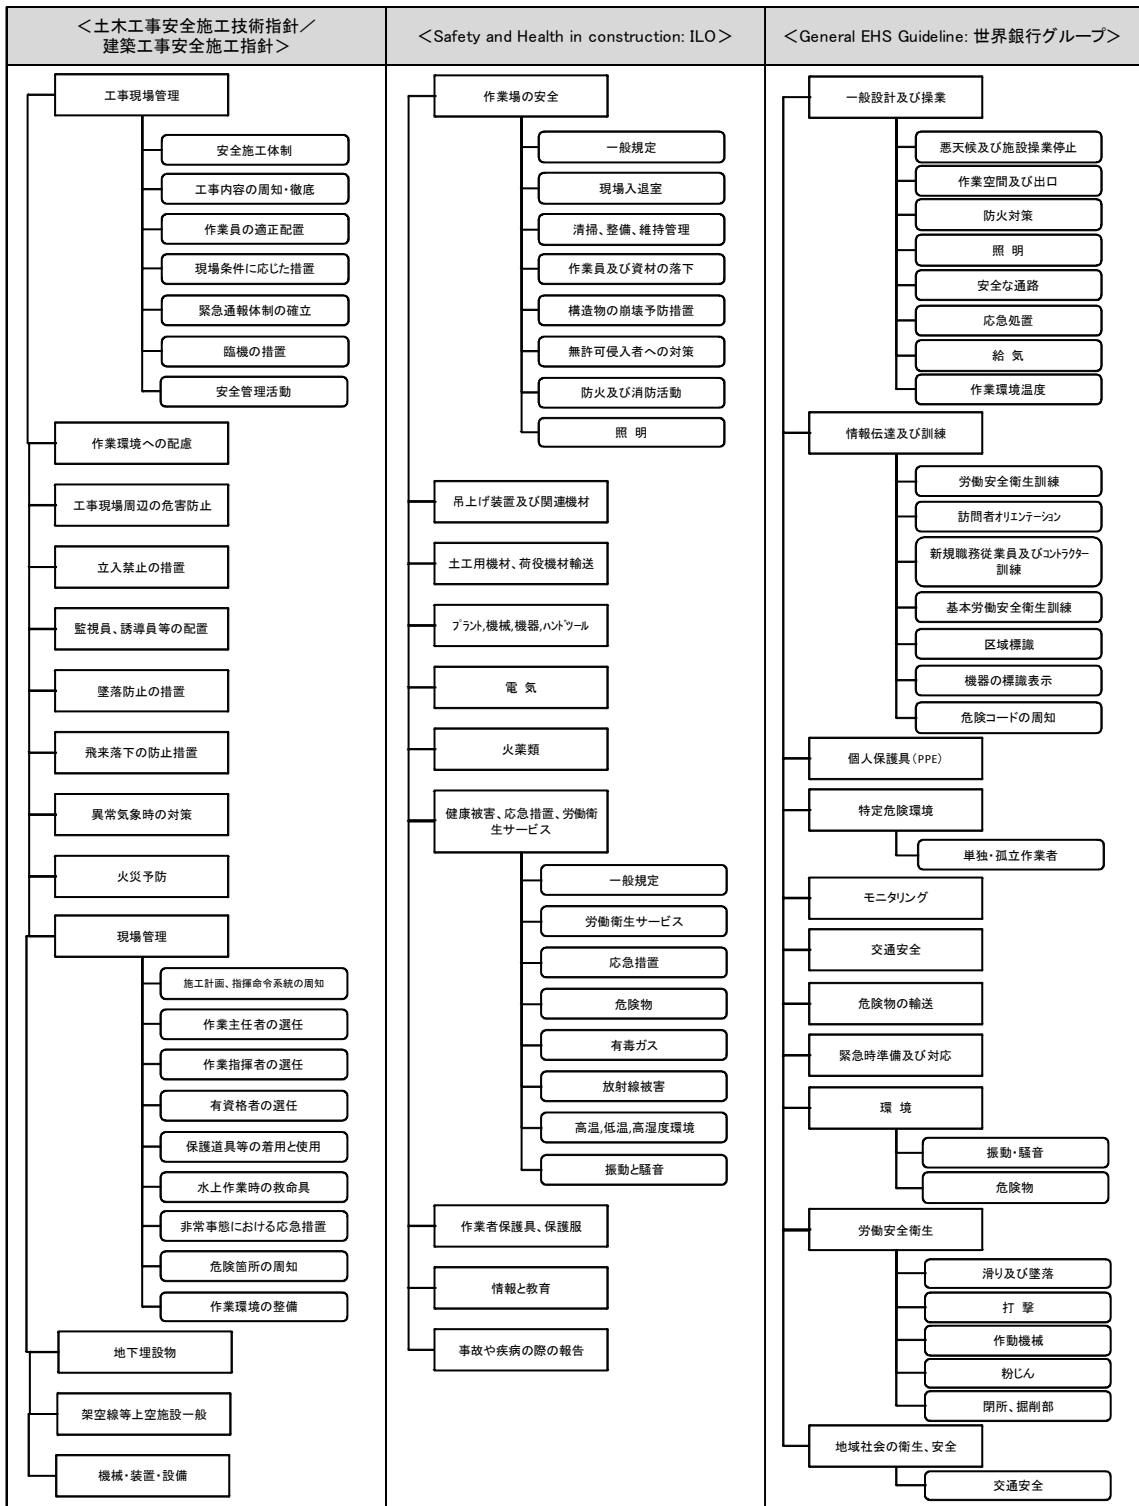 ＜土木工事安全施工技術指針／
建築工事安全施工指針＞
工事現場管理
安全施工体制
工事内容の周知・徹底
作業員の適正配置
現場条件に応じた措置
緊急通報体制の確立
臨機の措置
安全管理活動
作業環境への配慮
工事現場周辺の危害防止
立入禁止の措置
監視員、誘導員等の配置
墜落防止の措置
飛来落下の防止措置
異常気象時の対策
火災予防
現場管理
施工計画、指揮命令系統の周知
作業主任者の選任
作業指揮者の選任
有資格者の選任
保護道具等の着用と使用
水上作業時の救命具
非常事態における応急措置
危険箇所の周知
作業環境の整備
地下埋設物
架空線等上空施設一般
機械・装置・設備
＜Safety and Health in construction: ILO＞
作業場の安全
一般規定
現場入退室
清掃、整備、維持管理
作業員及び資材の落下
構造物の崩壊予防措置
無許可侵入者への対策
防火及び消防活動
照 明
吊上げ装置及び関連機材
土工用機材、荷役機材輸送
プラント,機械,機器,ハンドツール
電 気
火薬類
健康被害、応急措置、労働衛
生サービス
一般規定
労働衛生サービス
応急措置
危険物
有毒ガス
放射線被害
高温,低温,高湿度環境
振動と騒音
作業者保護具、保護服
情報と教育
事故や疾病の際の報告
＜General EHS Guideline: 世界銀行グループ＞
一般設計及び操業
悪天候及び施設操業停止
作業空間及び出口
防火対策
照 明
安全な通路
応急処置
給 気
作業環境温度
情報伝達及び訓練
労働安全衛生訓練
訪問者オリエンテーション
新規職務従業員及びコントラクター
訓練
基本労働安全衛生訓練
区域標識
機器の標識表示
危険コードの周知
個人保護具（PPE）
特定危険環境
単独・孤立作業者
モニタリング
交通安全
危険物の輸送
緊急時準備及び対応
環 境
振動・騒音
危険物
労働安全衛生
滑り及び墜落
打 撃
作動機械
粉じん
閉所、掘削部
地域社会の衛生、安全
交通安全